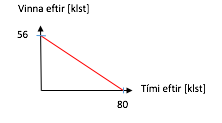 Vinna eftir [klst]
56
Tími eftir [klst]
80